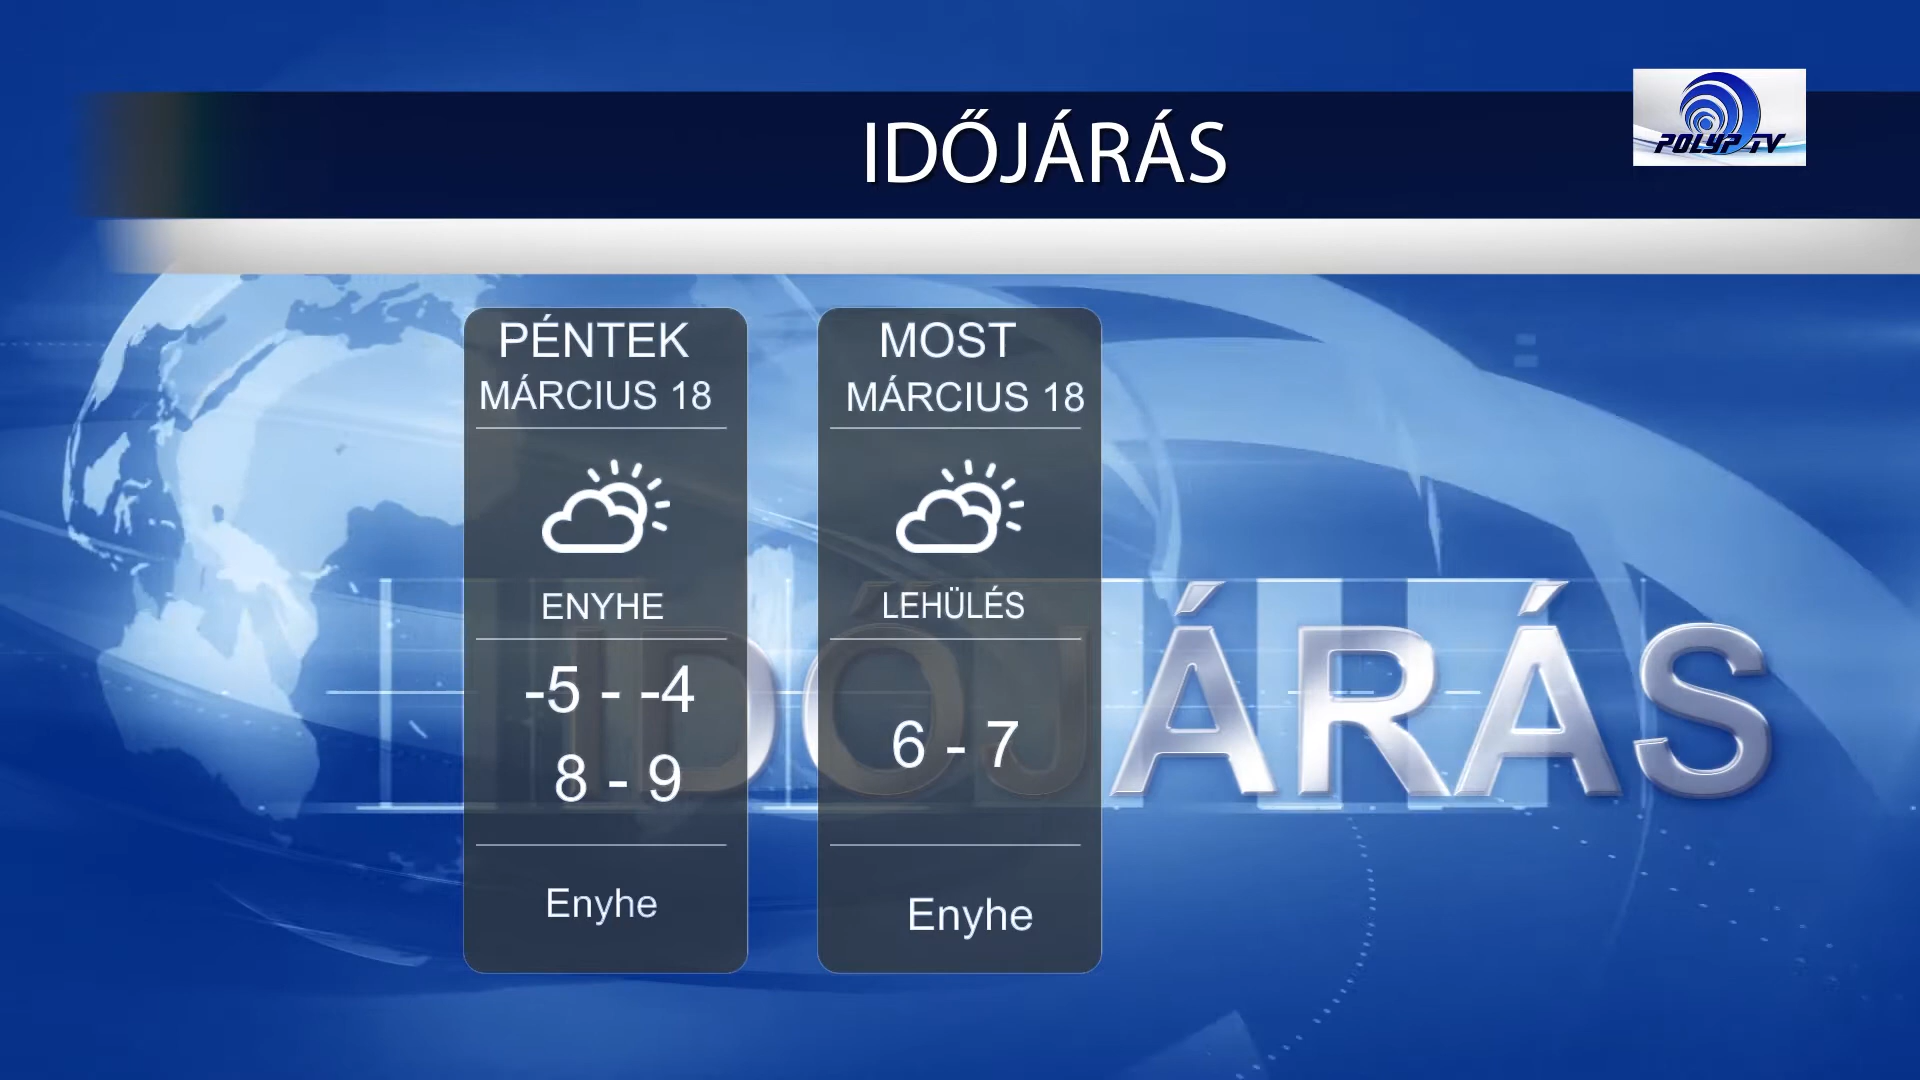 IDŐJÁRÁS
POLYP TV
PÉNTEK
MÁRCIUS 18
ENYHE
-5 - -4
8 - 9
Enyhe
MOST
MÁRCIUS 18
LEHÜLÉS
6 - 7
Enyhe
IDŐJÁRÁS